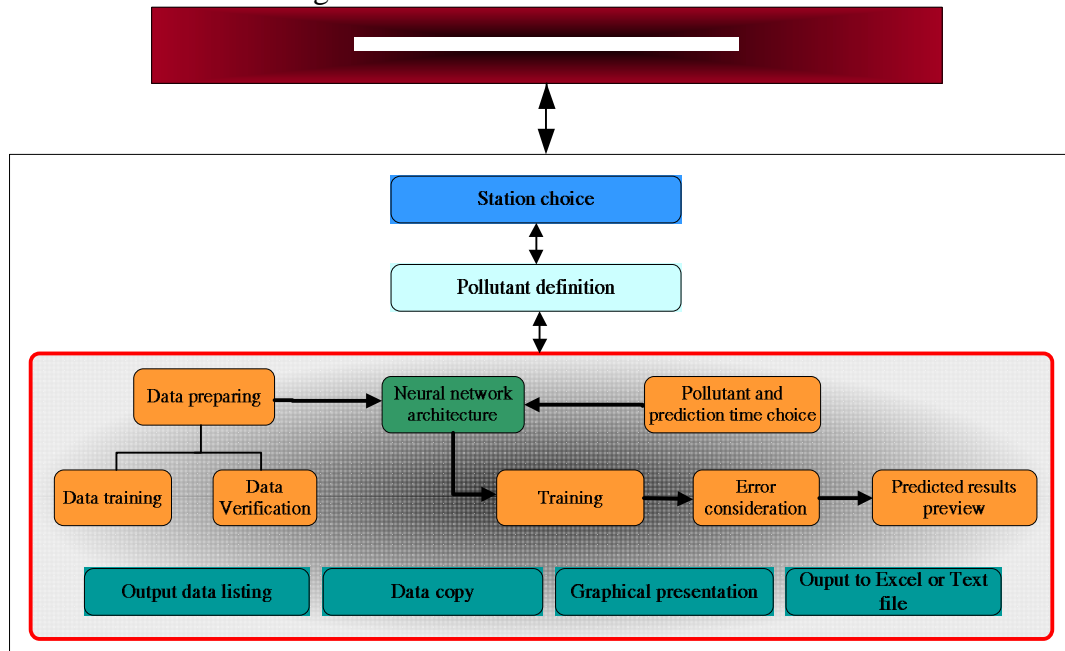 Station choice
Pollutant definition
Data preparing
Neural network
architecture
Pollutant and
prediction time choice
Data training
Data
Verification
Training
Error
consideration
Predicted results
preview
Output data listing
Data copy
Graphical presentation
Ouput to Excel or Text
file